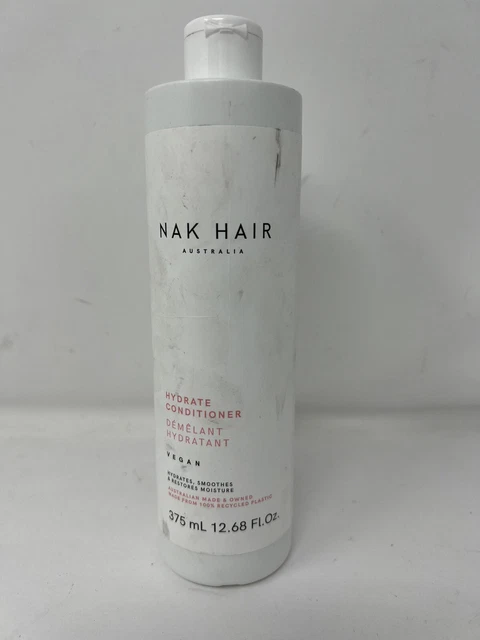 NAK HAIR
AUSTRALIA
HYDRATE
CONDITIONER
DÉMÊLANT
HYDRATANT
VEGAN
HYDRATES, SMOOTHES
& RESTORES MOISTURE
AUSTRALIAN MADE & OWNED
MADE FROM 100% RECYCLED PLASTIC
375 mL 12.68 Fl.Oz.